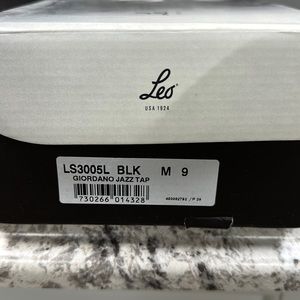 Leo
USA 1924
LS3005L BLK M 9
GIORDANO JAZZ TAP
730266 014328